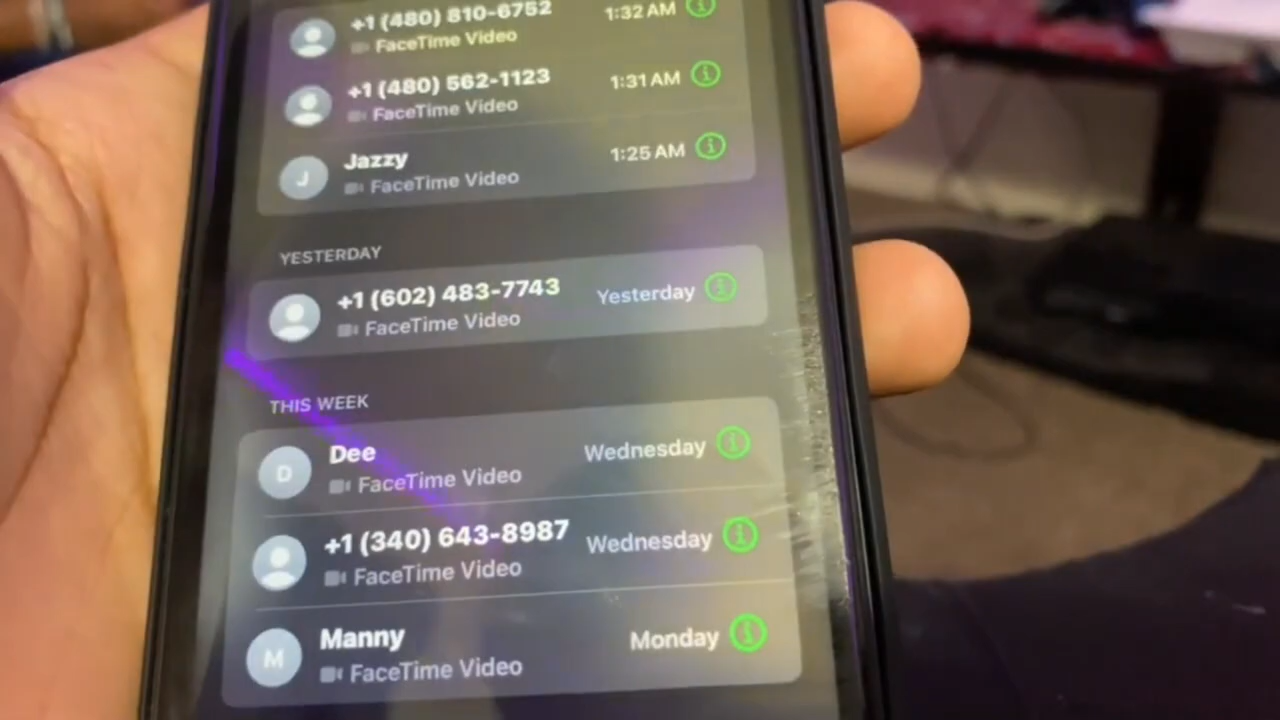 +1 (480) 810-6752 1:32 AM
FaceTime Video
+1 (480) 562-1123 1:31 AM
FaceTime Video
J Jazzy 1:25 AM
FaceTime Video
YESTERDAY
+1 (602) 483-7743 Yesterday
FaceTime Video
THIS WEEK
D Dee Wednesday
FaceTime Video
+1 (340) 643-8987 Wednesday
FaceTime Video
M Manny Monday
FaceTime Video